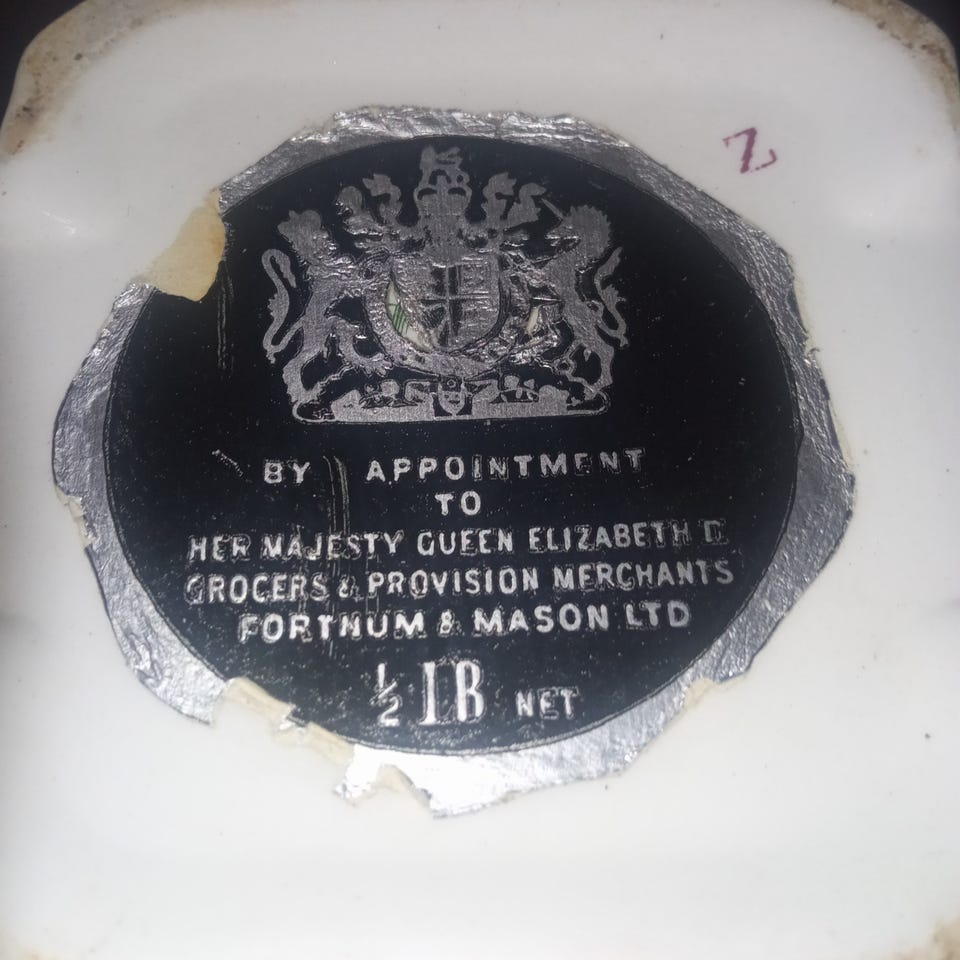 Z
BY APPOINTMENT
TO
HER MAJESTY QUEEN ELIZABETH II
GROCERS & PROVISION MERCHANTS
FORTNUM & MASON LTD
½ LB NET